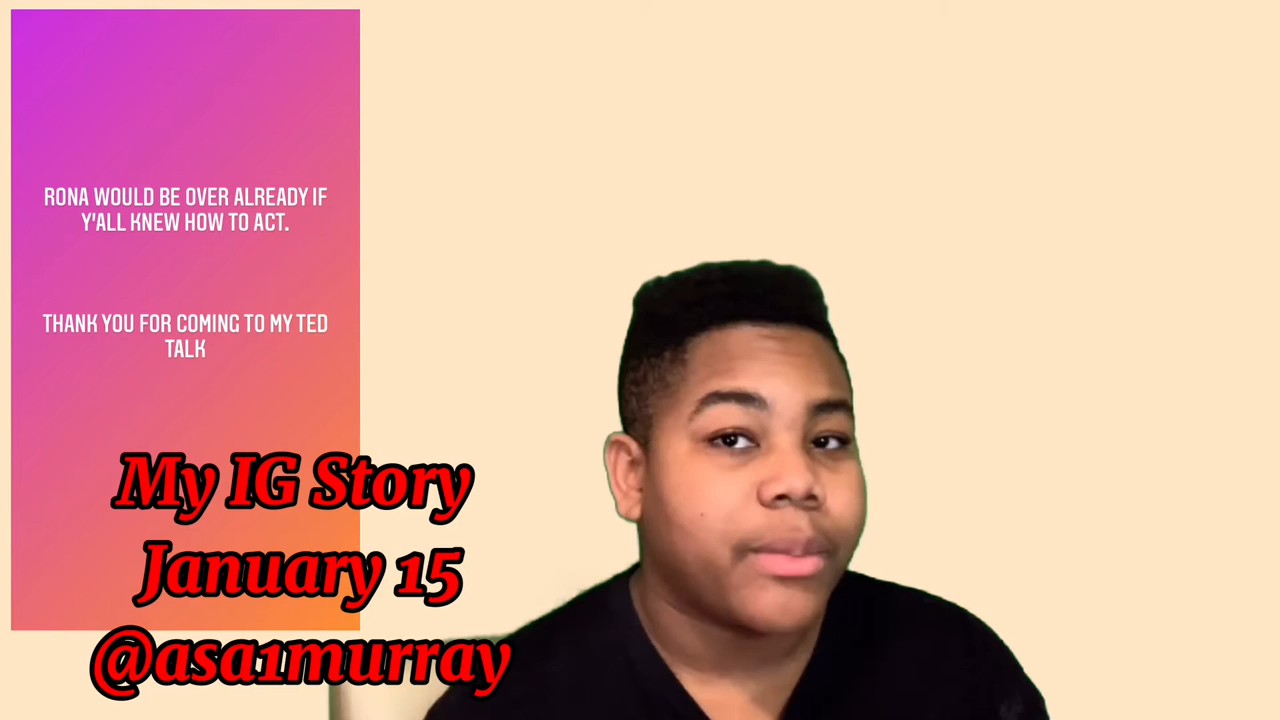 RONA WOULD BE OVER ALREADY IF
Y'ALL KNEW HOW TO ACT.
THANK YOU FOR COMING TO MY TED
TALK
My IG Story
January 15
@asa1murray